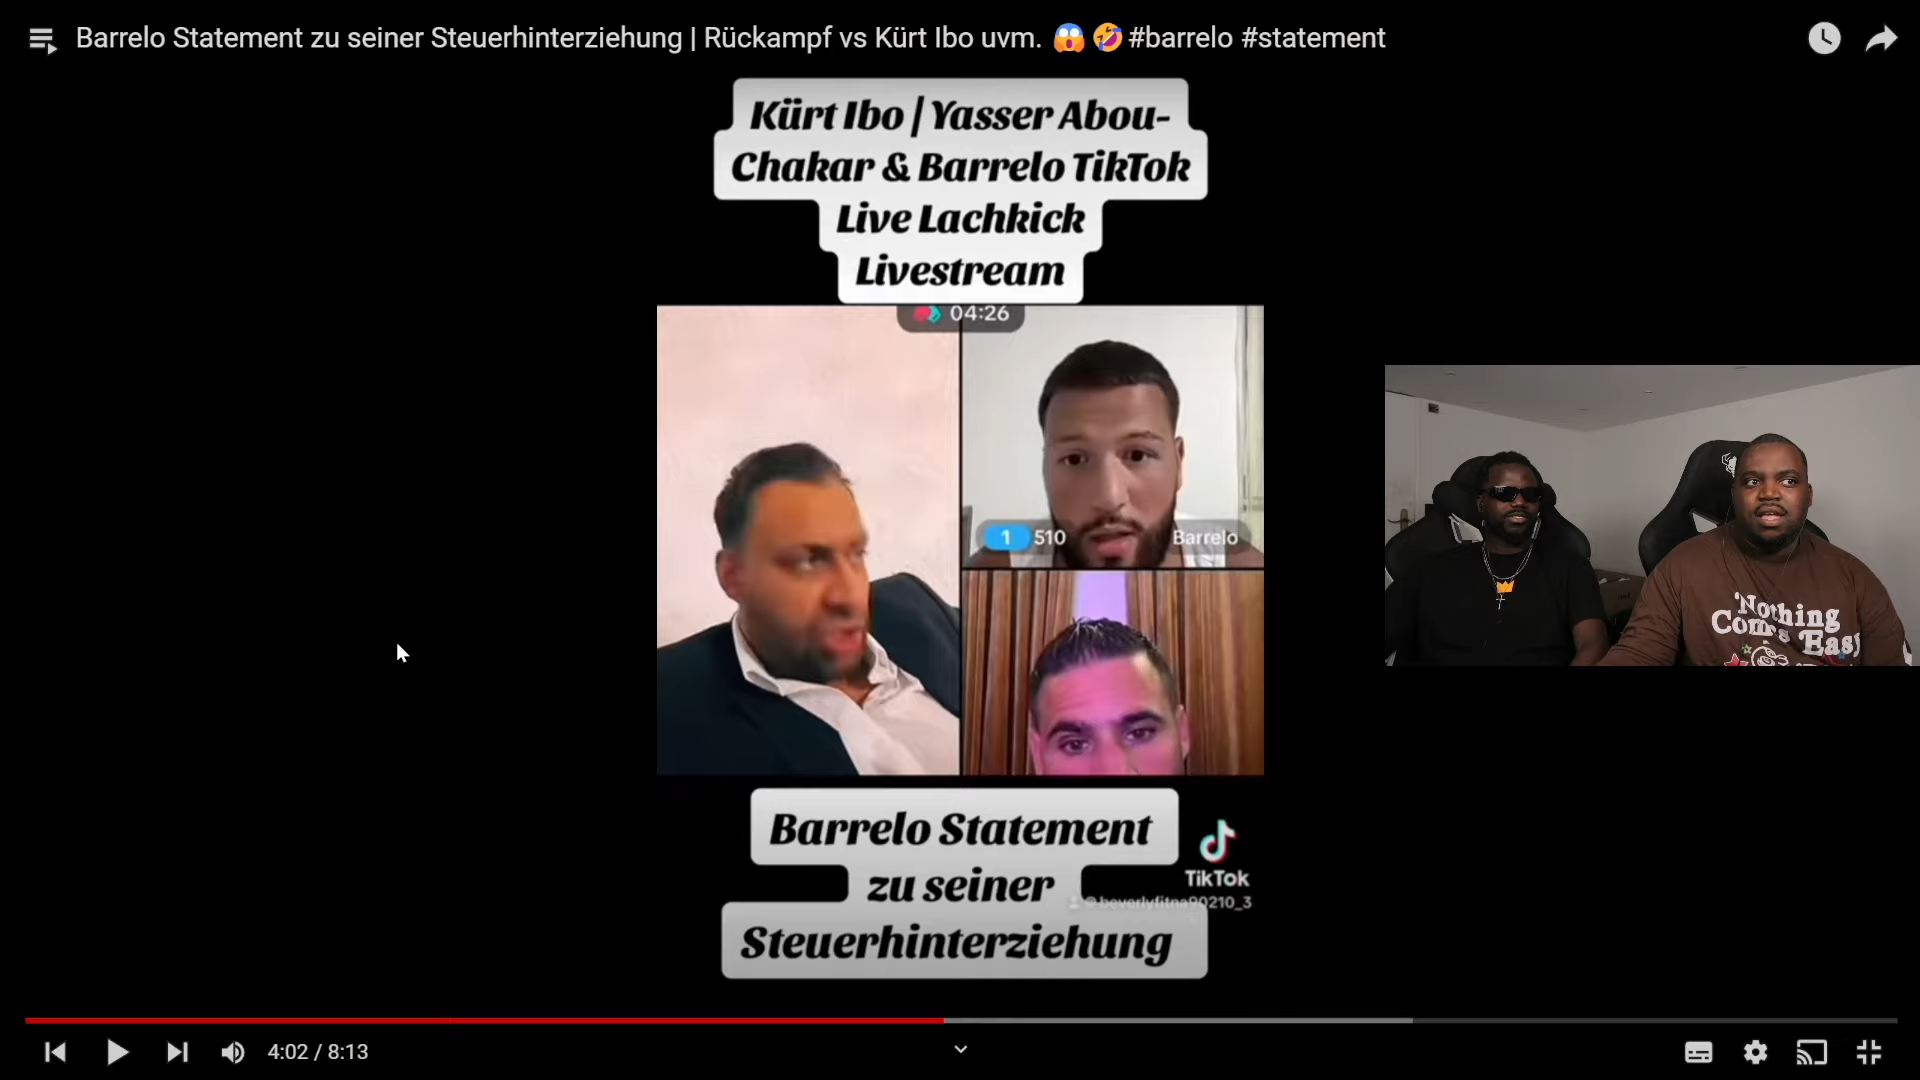 Barrelo Statement zu seiner Steuerhinterziehung | Rückampf vs Kürt Ibo uvm. 😱 🤣 #barrelo #statement
Kürt Ibo | Yasser Abou-
Chakar & Barrelo TikTok
Live Lachkick
Livestream
04:26
1 510 Barrelo
Nothing
Comes Easy
Barrelo Statement
zu seiner
Steuerhinterziehung
TikTok
@beverlyfitna90210_3
4:02 / 8:13